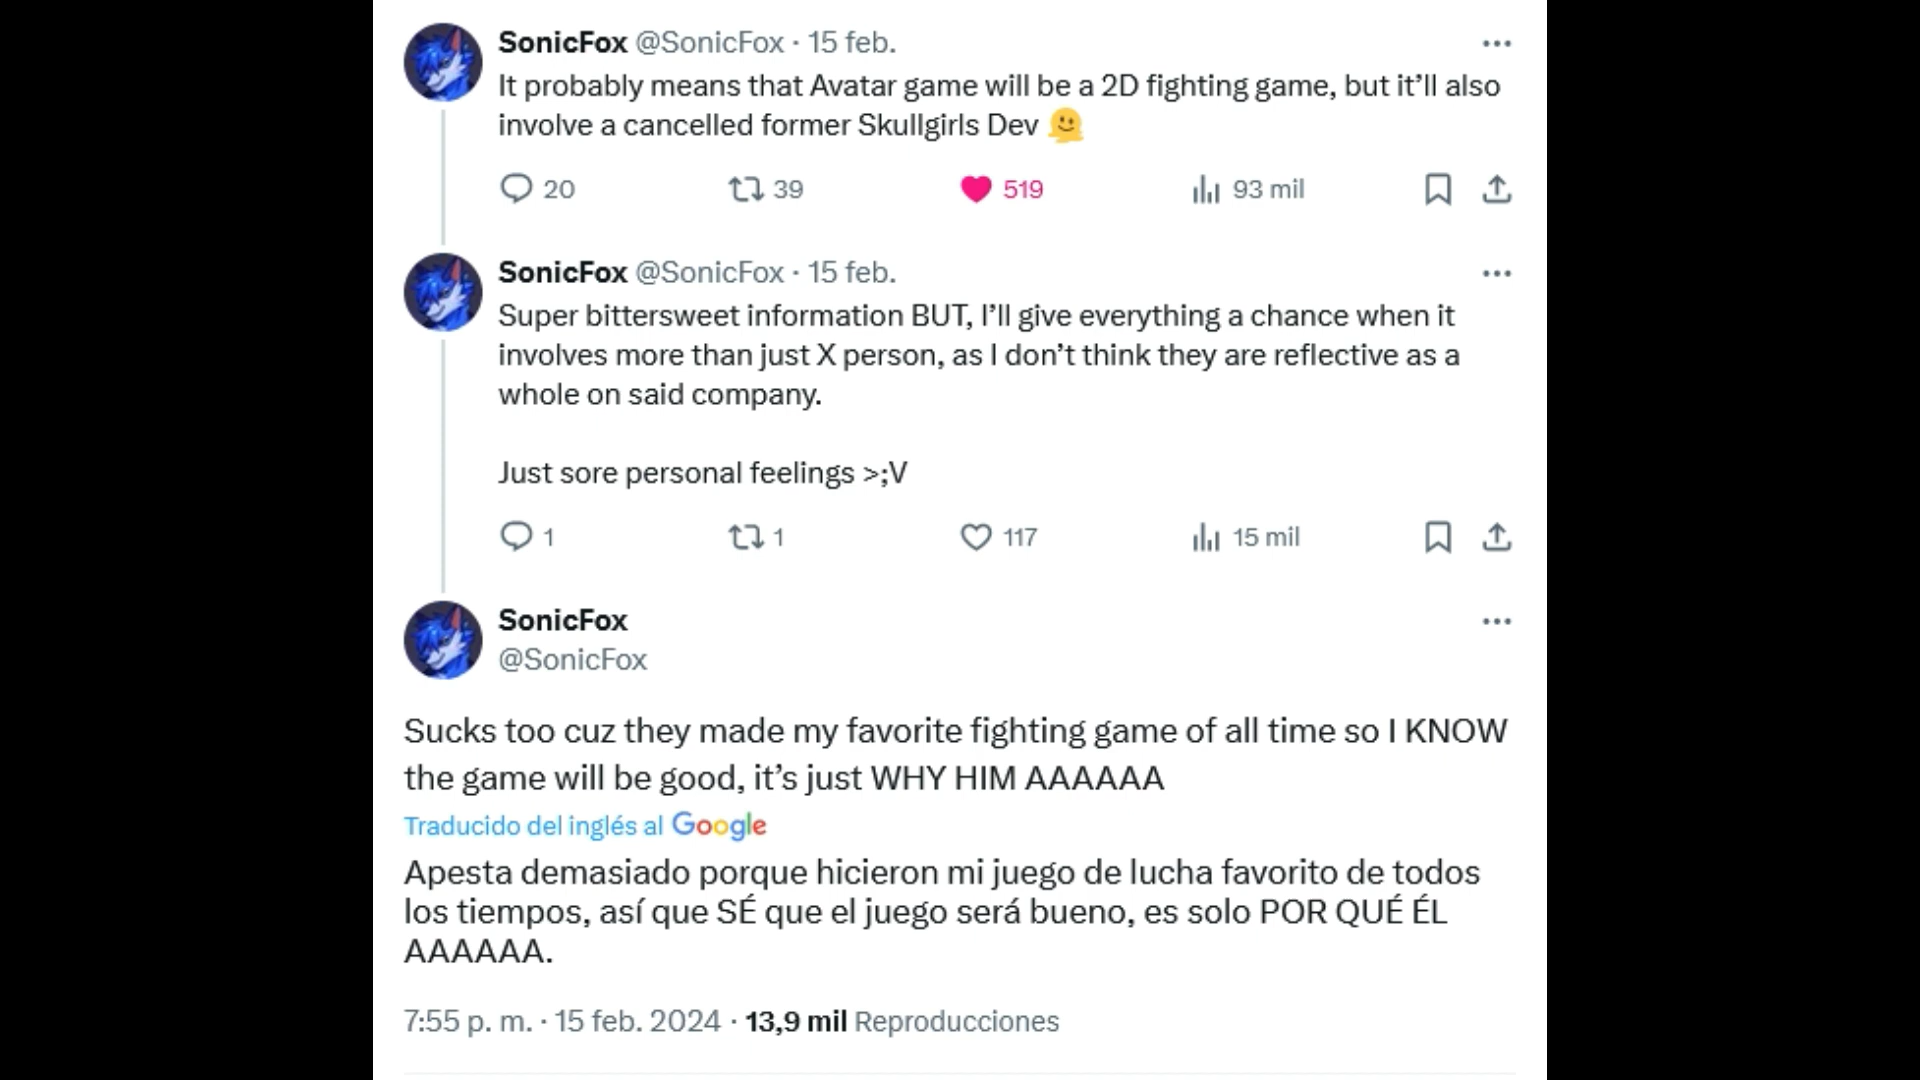 SonicFox @SonicFox · 15 feb.
It probably means that Avatar game will be a 2D fighting game, but it’ll also
involve a cancelled former Skullgirls Dev 🫠
20 39 519 93 mil
SonicFox @SonicFox · 15 feb.
Super bittersweet information BUT, I’ll give everything a chance when it
involves more than just X person, as I don’t think they are reflective as a
whole on said company.
Just sore personal feelings >;V
1 1 117 15 mil
SonicFox
@SonicFox
Sucks too cuz they made my favorite fighting game of all time so I KNOW
the game will be good, it’s just WHY HIM AAAAAA
Traducido del inglés al Google
Apesta demasiado porque hicieron mi juego de lucha favorito de todos
los tiempos, así que SÉ que el juego será bueno, es solo POR QUÉ ÉL
AAAAAA.
7:55 p. m. · 15 feb. 2024 · 13,9 mil Reproducciones